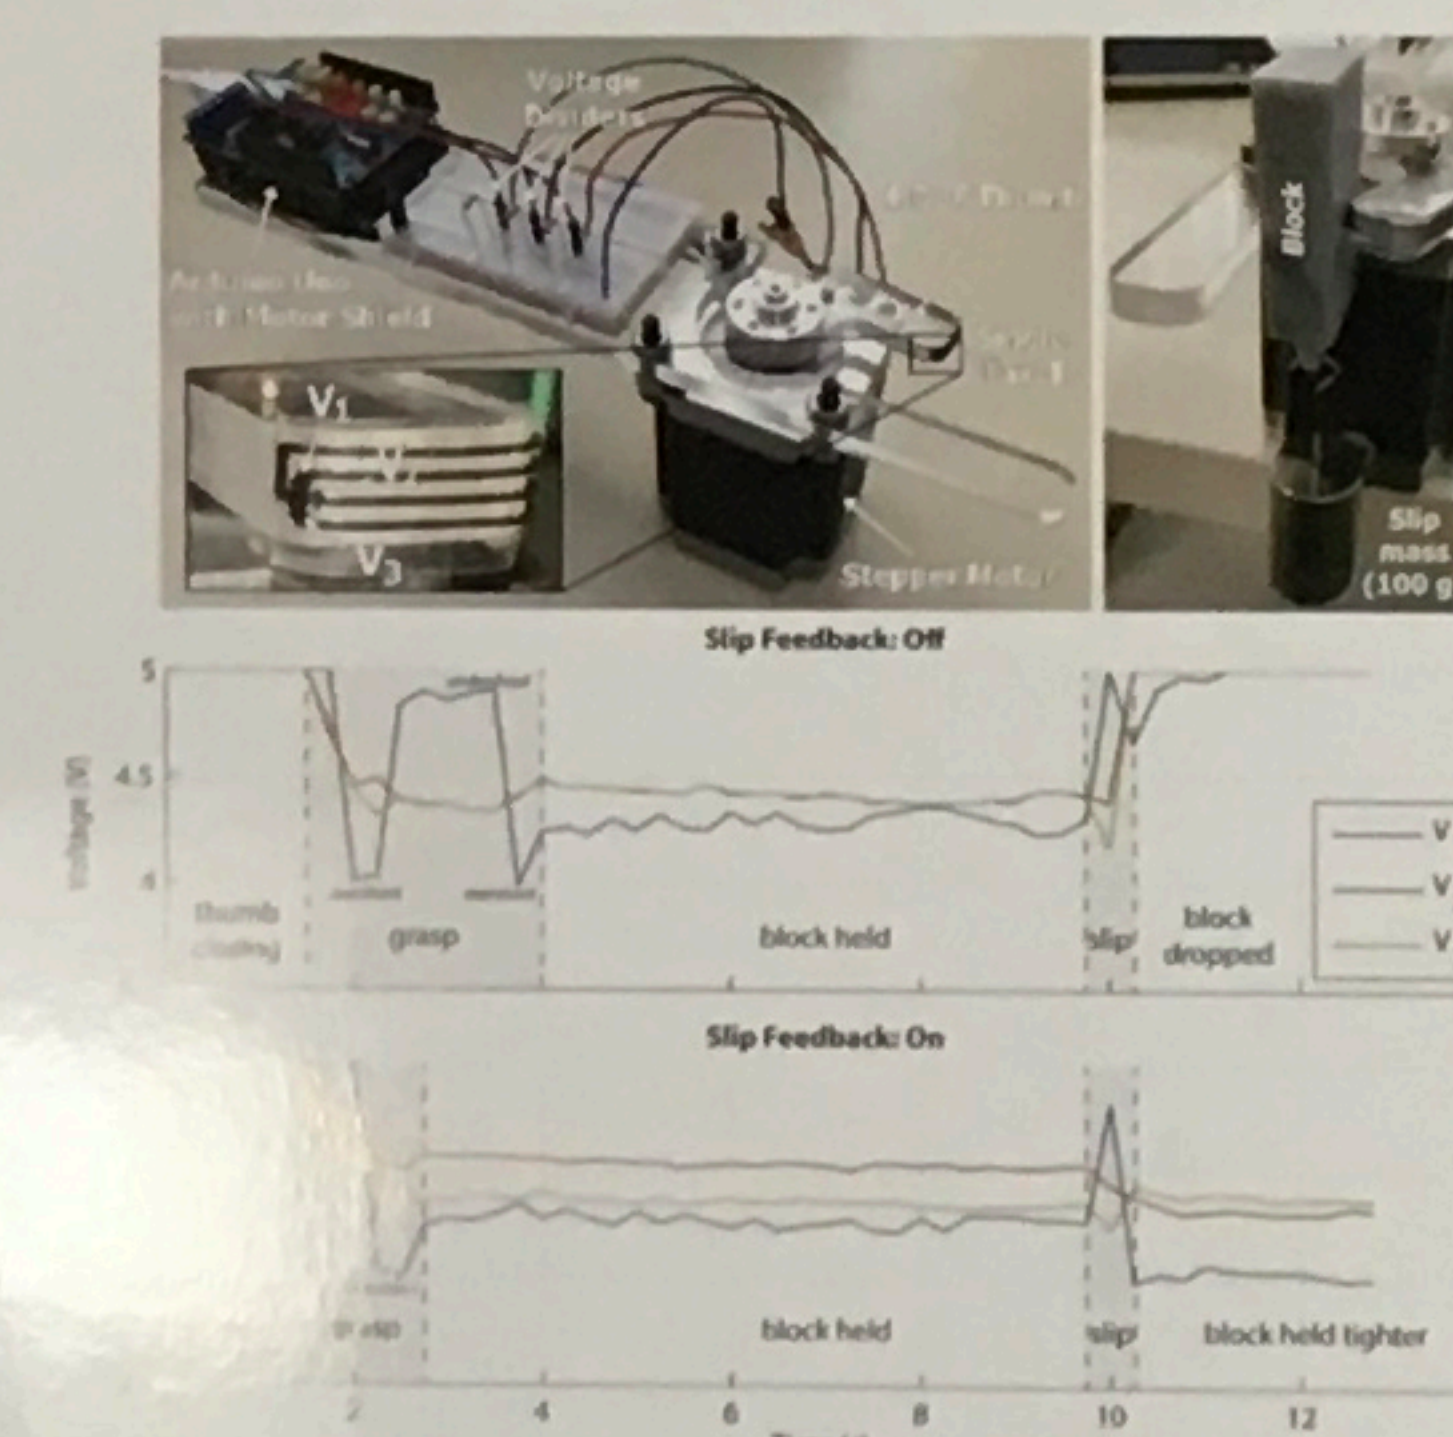 Voltage
Dividers
Arduino Uno
with Motor Shield
V1
V3
Stepper Motor
Block
Slip
mass
(100 g
Slip Feedback: Off
Voltage (V)
5
4.5
4
thumb
closing
grasp
block held
slip
block
dropped
V
V
V
Slip Feedback: On
grasp
block held
slip
block held tighter
2
4
6
8
10
12